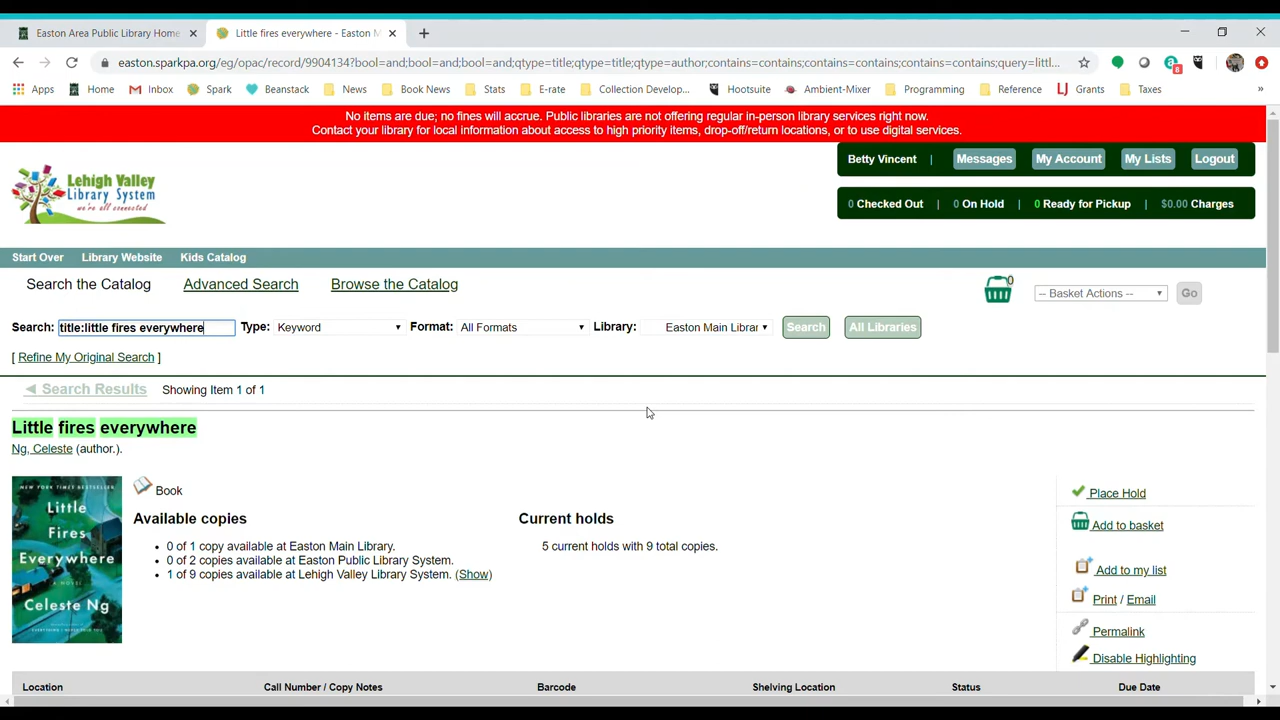 Easton Area Public Library Home
Little fires everywhere - Easton M
easton.sparkpa.org/eg/opac/record/9904134?bool=and;bool=and;bool=and;qtype=title;qtype=title;qtype=author;contains=contains;contains=contains;contains=contains;query=littl...
8
Apps Home Inbox Spark Beanstack News Book News Stats E-rate Collection Develop... Hootsuite Ambient-Mixer Programming Reference Grants Taxes »
No items are due; no fines will accrue. Public libraries are not offering regular in-person library services right now.
Contact your library for local information about access to high priority items, drop-off/return locations, or to use digital services.
Betty Vincent | Messages My Account My Lists Logout
Lehigh Valley
Library System
we're all connected
0 Checked Out | 0 On Hold | 0 Ready for Pickup | $0.00 Charges
Start Over Library Website Kids Catalog
Search the Catalog Advanced Search Browse the Catalog
0 -- Basket Actions -- Go
Search: title:little fires everywhere Type: Keyword Format: All Formats Library: Easton Main Librar Search All Libraries
[ Refine My Original Search ]
◄ Search Results Showing Item 1 of 1
Little fires everywhere
Ng, Celeste (author.).
NEW YORK TIMES BESTSELLER
Little
Fires
Everywhere
A NOVEL
Celeste Ng
Book
Available copies
• 0 of 1 copy available at Easton Main Library.
• 0 of 2 copies available at Easton Public Library System.
• 1 of 9 copies available at Lehigh Valley Library System. (Show)
Current holds
5 current holds with 9 total copies.
Place Hold
Add to basket
Add to my list
Print / Email
Permalink
Disable Highlighting
Location Call Number / Copy Notes Barcode Shelving Location Status Due Date